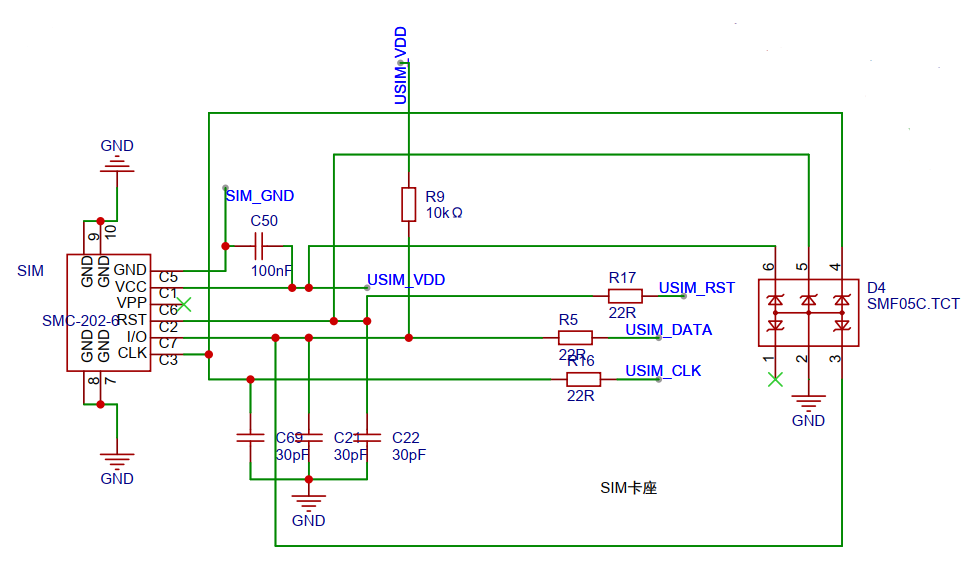 USIM_VDD
GND
R9
10kΩ
SIM_GND
C50
100nF
9
10
SIM
GND
GND
GND
C5
VCC
C1
VPP
C6
SMC-202-6
RST
C2
I/O
C7
CLK
C3
GND
GND
8
7
GND
USIM_VDD
R17
22R
USIM_RST
R5
22R
USIM_DATA
R16
22R
USIM_CLK
6
5
4
D4
SMF05C.TCT
1
2
3
GND
C69
30pF
C21
30pF
C22
30pF
GND
SIM卡座